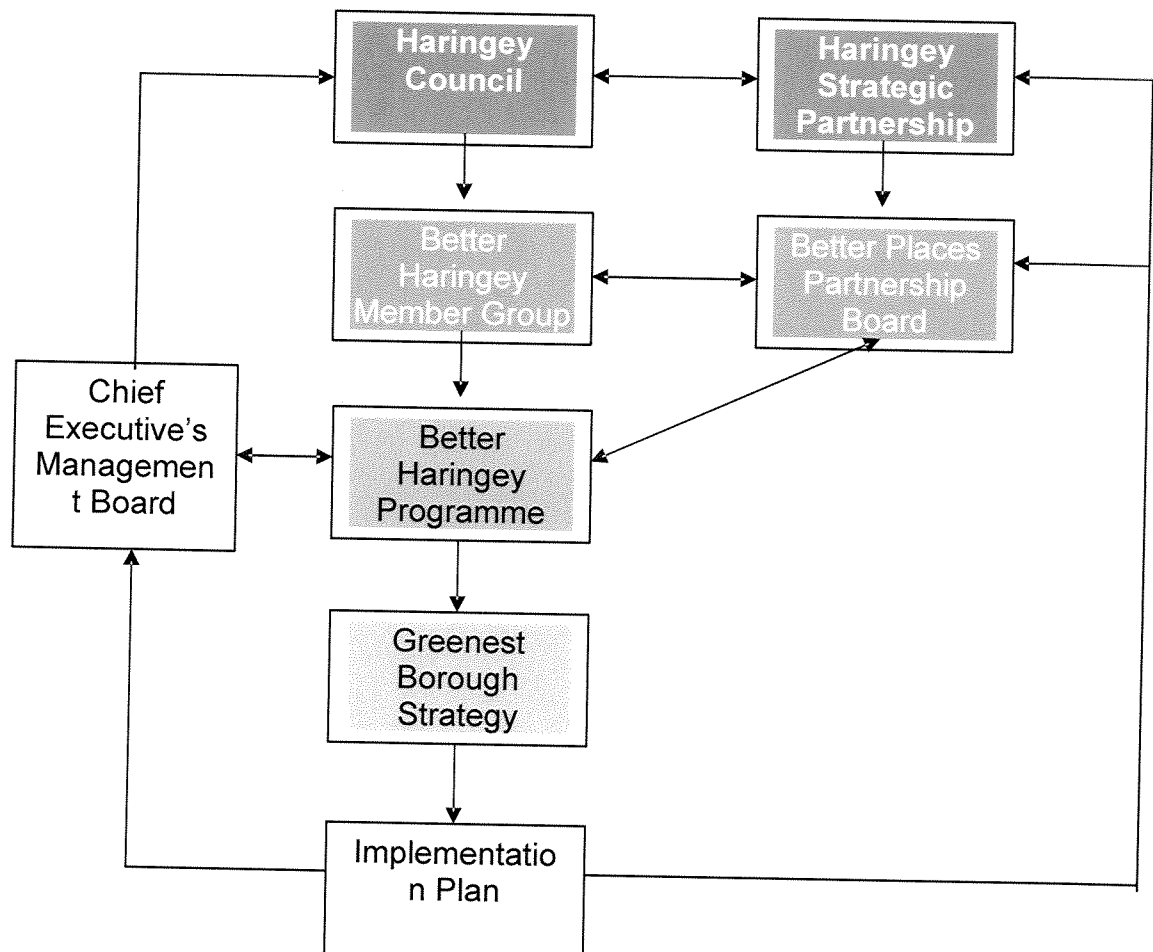 Haringey
Council
Haringey
Strategic
Partnership
Better
Haringey
Member Group
Better Places
Partnership
Board
Chief
Executive’s
Managemen
t Board
Better
Haringey
Programme
Greenest
Borough
Strategy
Implementatio
n Plan